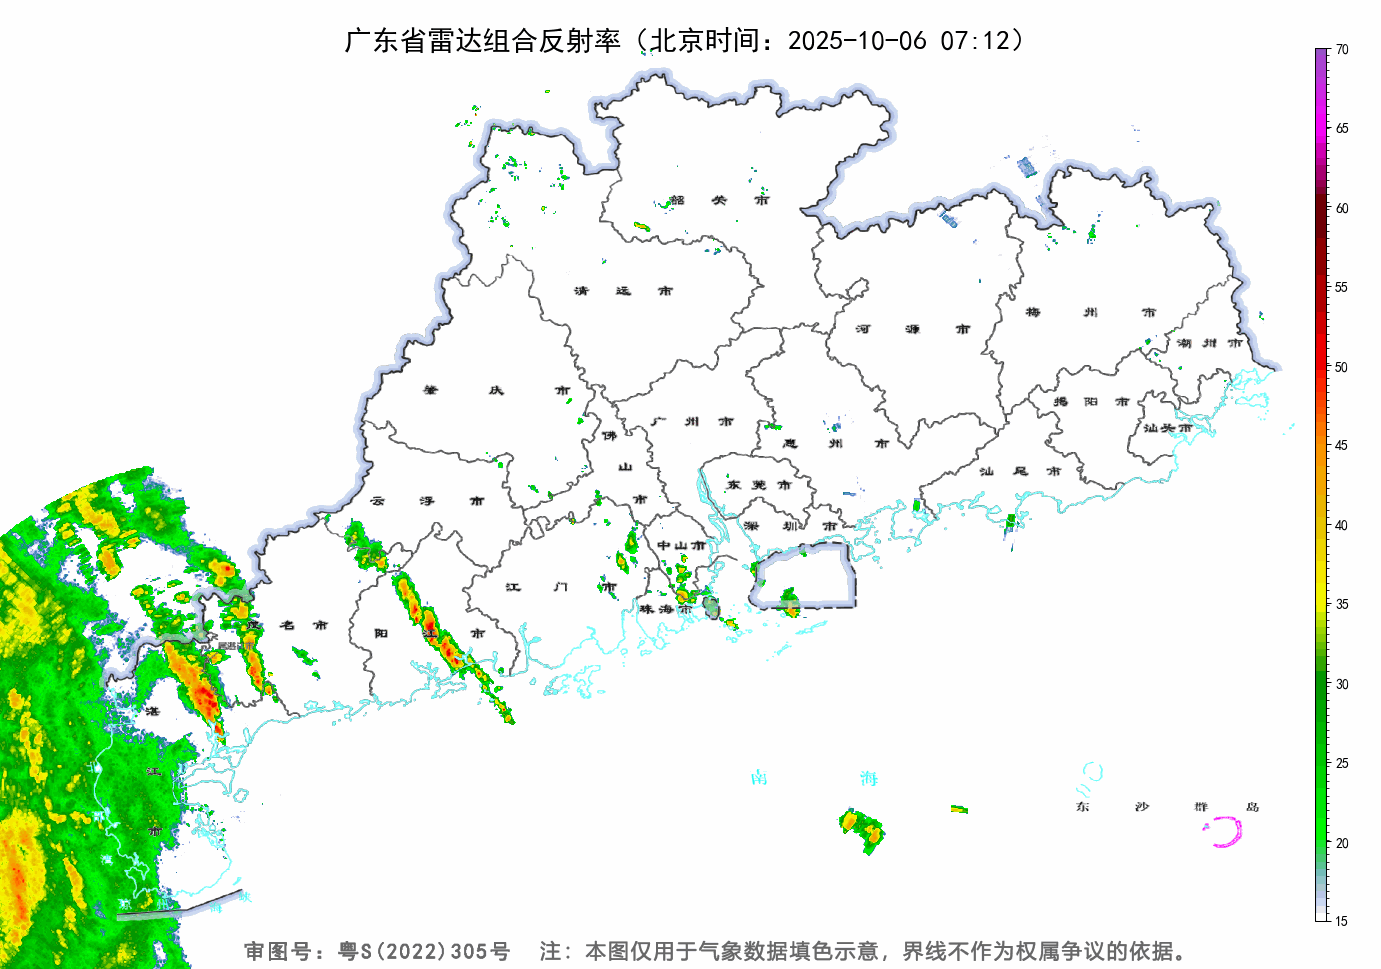 广东省雷达组合反射率（北京时间：2025-10-06 07:12）
70
65
60
55
50
45
40
35
30
25
20
15
韶关市
清远市
河源市
梅州市
潮州市
肇庆市
广州市
惠州市
揭阳市
汕头市
佛山市
汕尾市
东莞市
云浮市
深圳市
中山市
江门市
珠海市
茂名市
阳江市
湛江市
南海
东沙群岛
审图号：粤S(2022)305号 注：本图仅用于气象数据填色示意，界线不作为权属争议的依据。